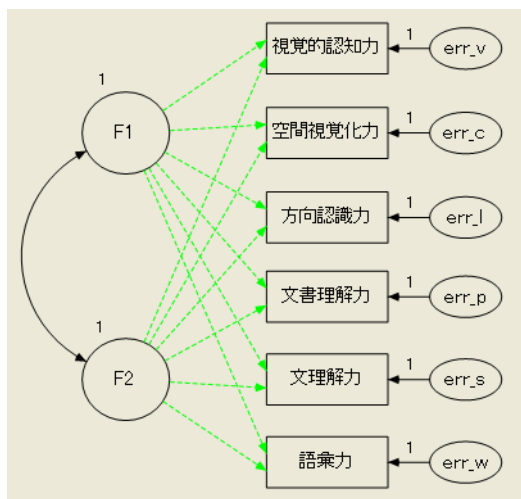 1
視覚的認知力
1
err_v
1
F1
空間視覚化力
1
err_c
方向認識力
1
err_l
文書理解力
1
err_p
1
F2
文理解力
1
err_s
語彙力
1
err_w